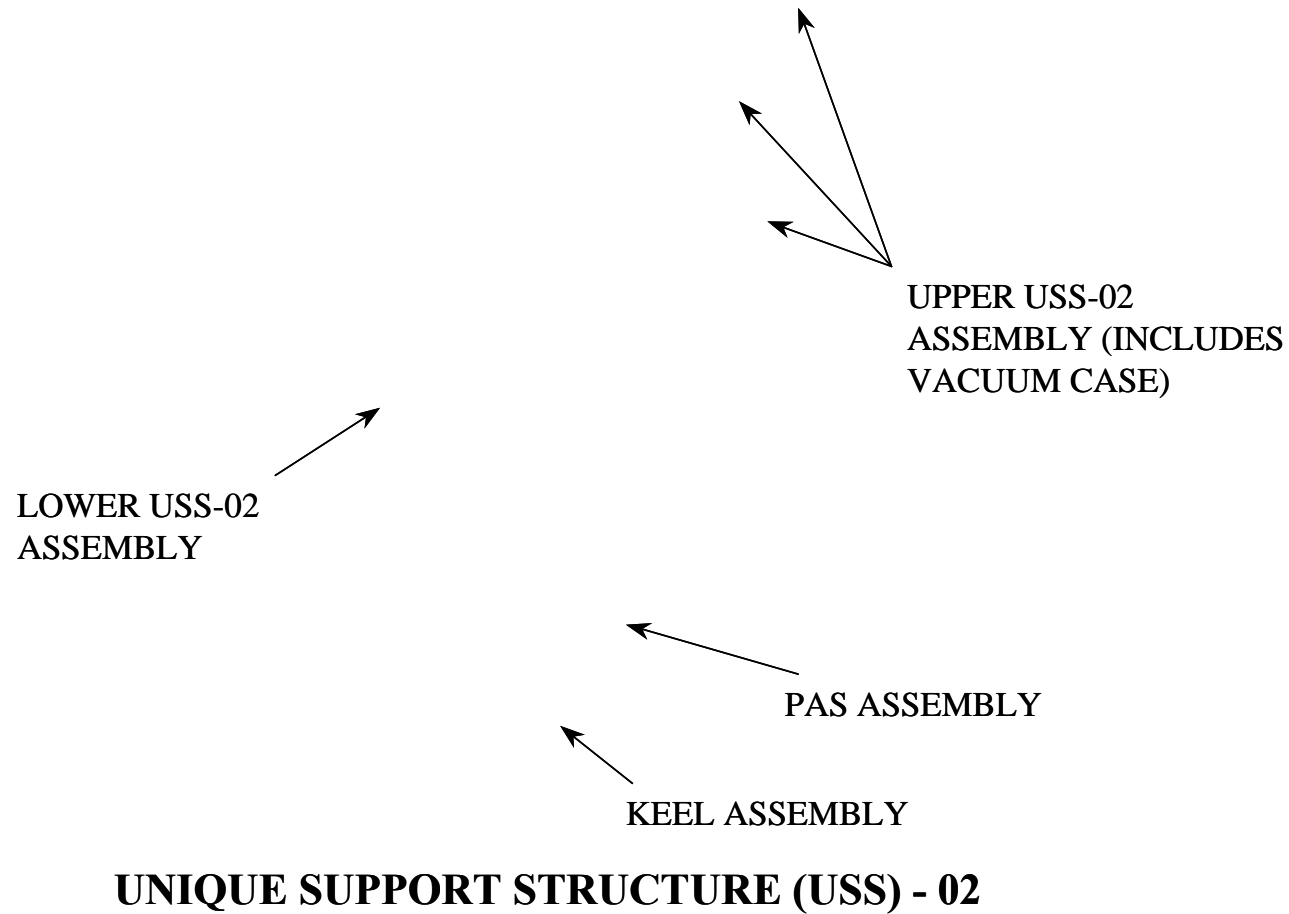 UPPER USS-02
ASSEMBLY (INCLUDES
VACUUM CASE)
LOWER USS-02
ASSEMBLY
PAS ASSEMBLY
KEEL ASSEMBLY
UNIQUE SUPPORT STRUCTURE (USS) - 02